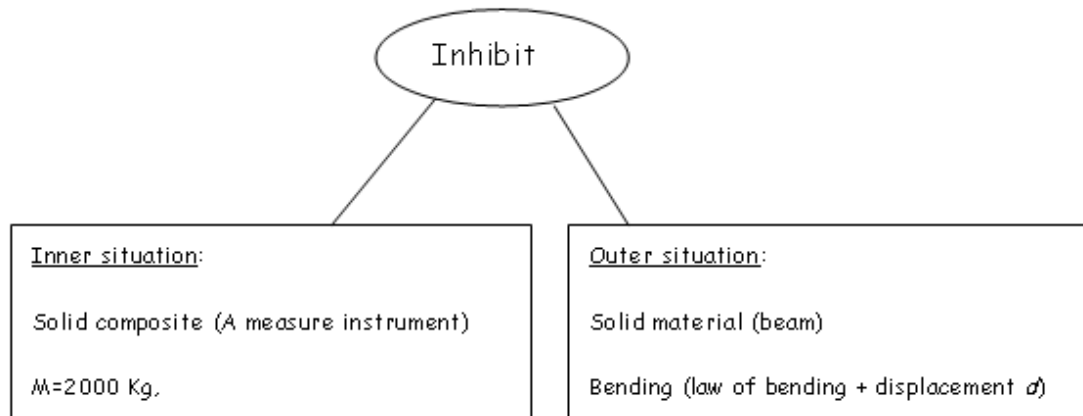 Inhibit
Inner situation:
Solid composite (A measure instrument)
M=2000 Kg,
Outer situation:
Solid material (beam)
Bending (law of bending + displacement d)